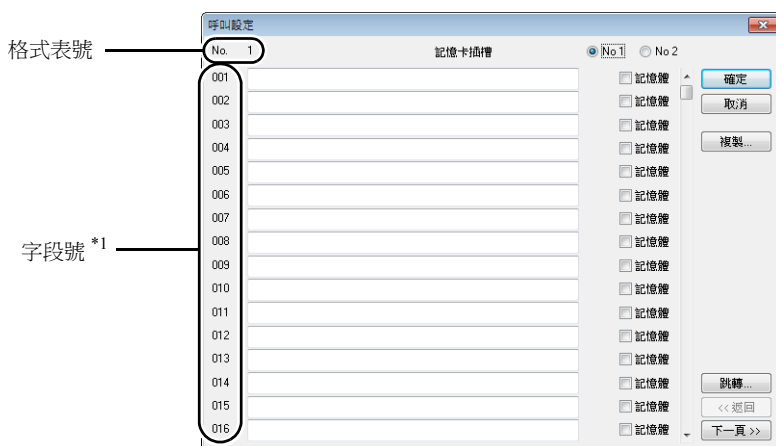 呼叫設定
格式表號
No. 1 記憶卡插槽 No 1 No 2
001 記憶體 確定
002 記憶體 取消
003 記憶體
004 記憶體 複製...
005 記憶體
006 記憶體
007 記憶體
字段號 *1
008 記憶體
009 記憶體
010 記憶體
011 記憶體
012 記憶體
013 記憶體
014 記憶體 跳轉...
015 記憶體 << 返回
016 記憶體 下一頁 >>